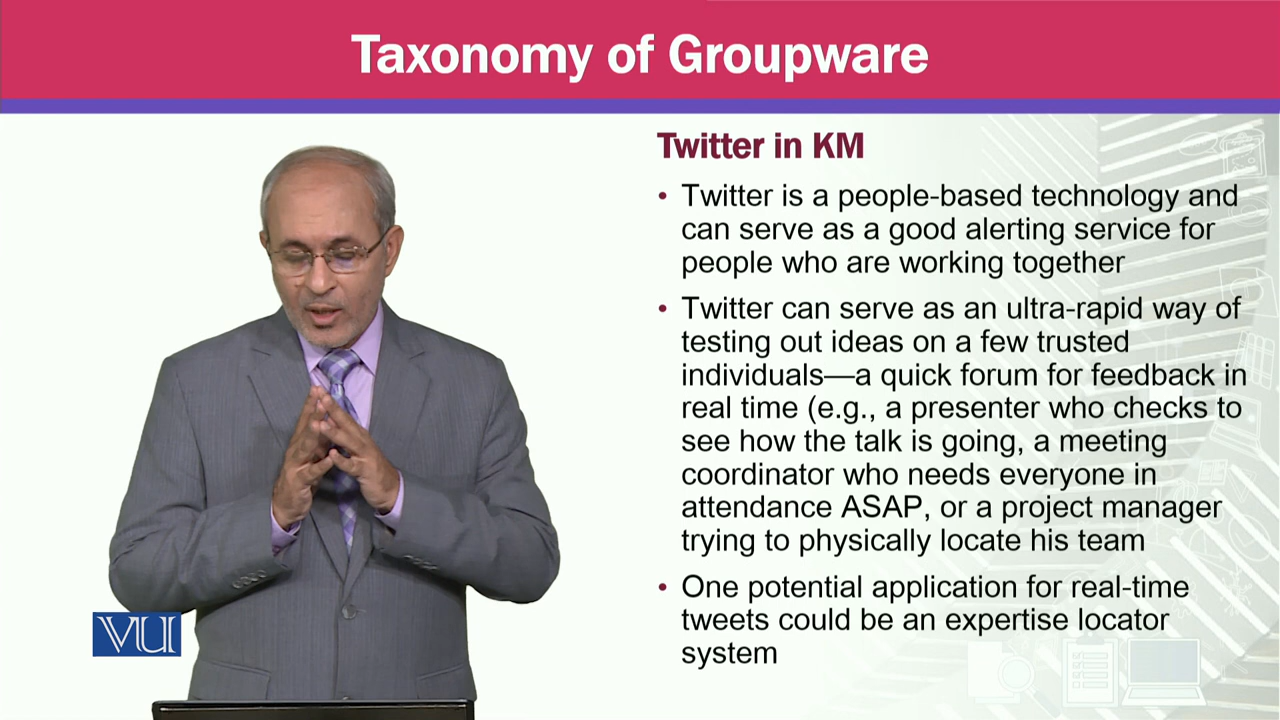 Taxonomy of Groupware
Twitter in KM
• Twitter is a people-based technology and
can serve as a good alerting service for
people who are working together
• Twitter can serve as an ultra-rapid way of
testing out ideas on a few trusted
individuals—a quick forum for feedback in
real time (e.g., a presenter who checks to
see how the talk is going, a meeting
coordinator who needs everyone in
attendance ASAP, or a project manager
trying to physically locate his team
• One potential application for real-time
tweets could be an expertise locator
system
VU